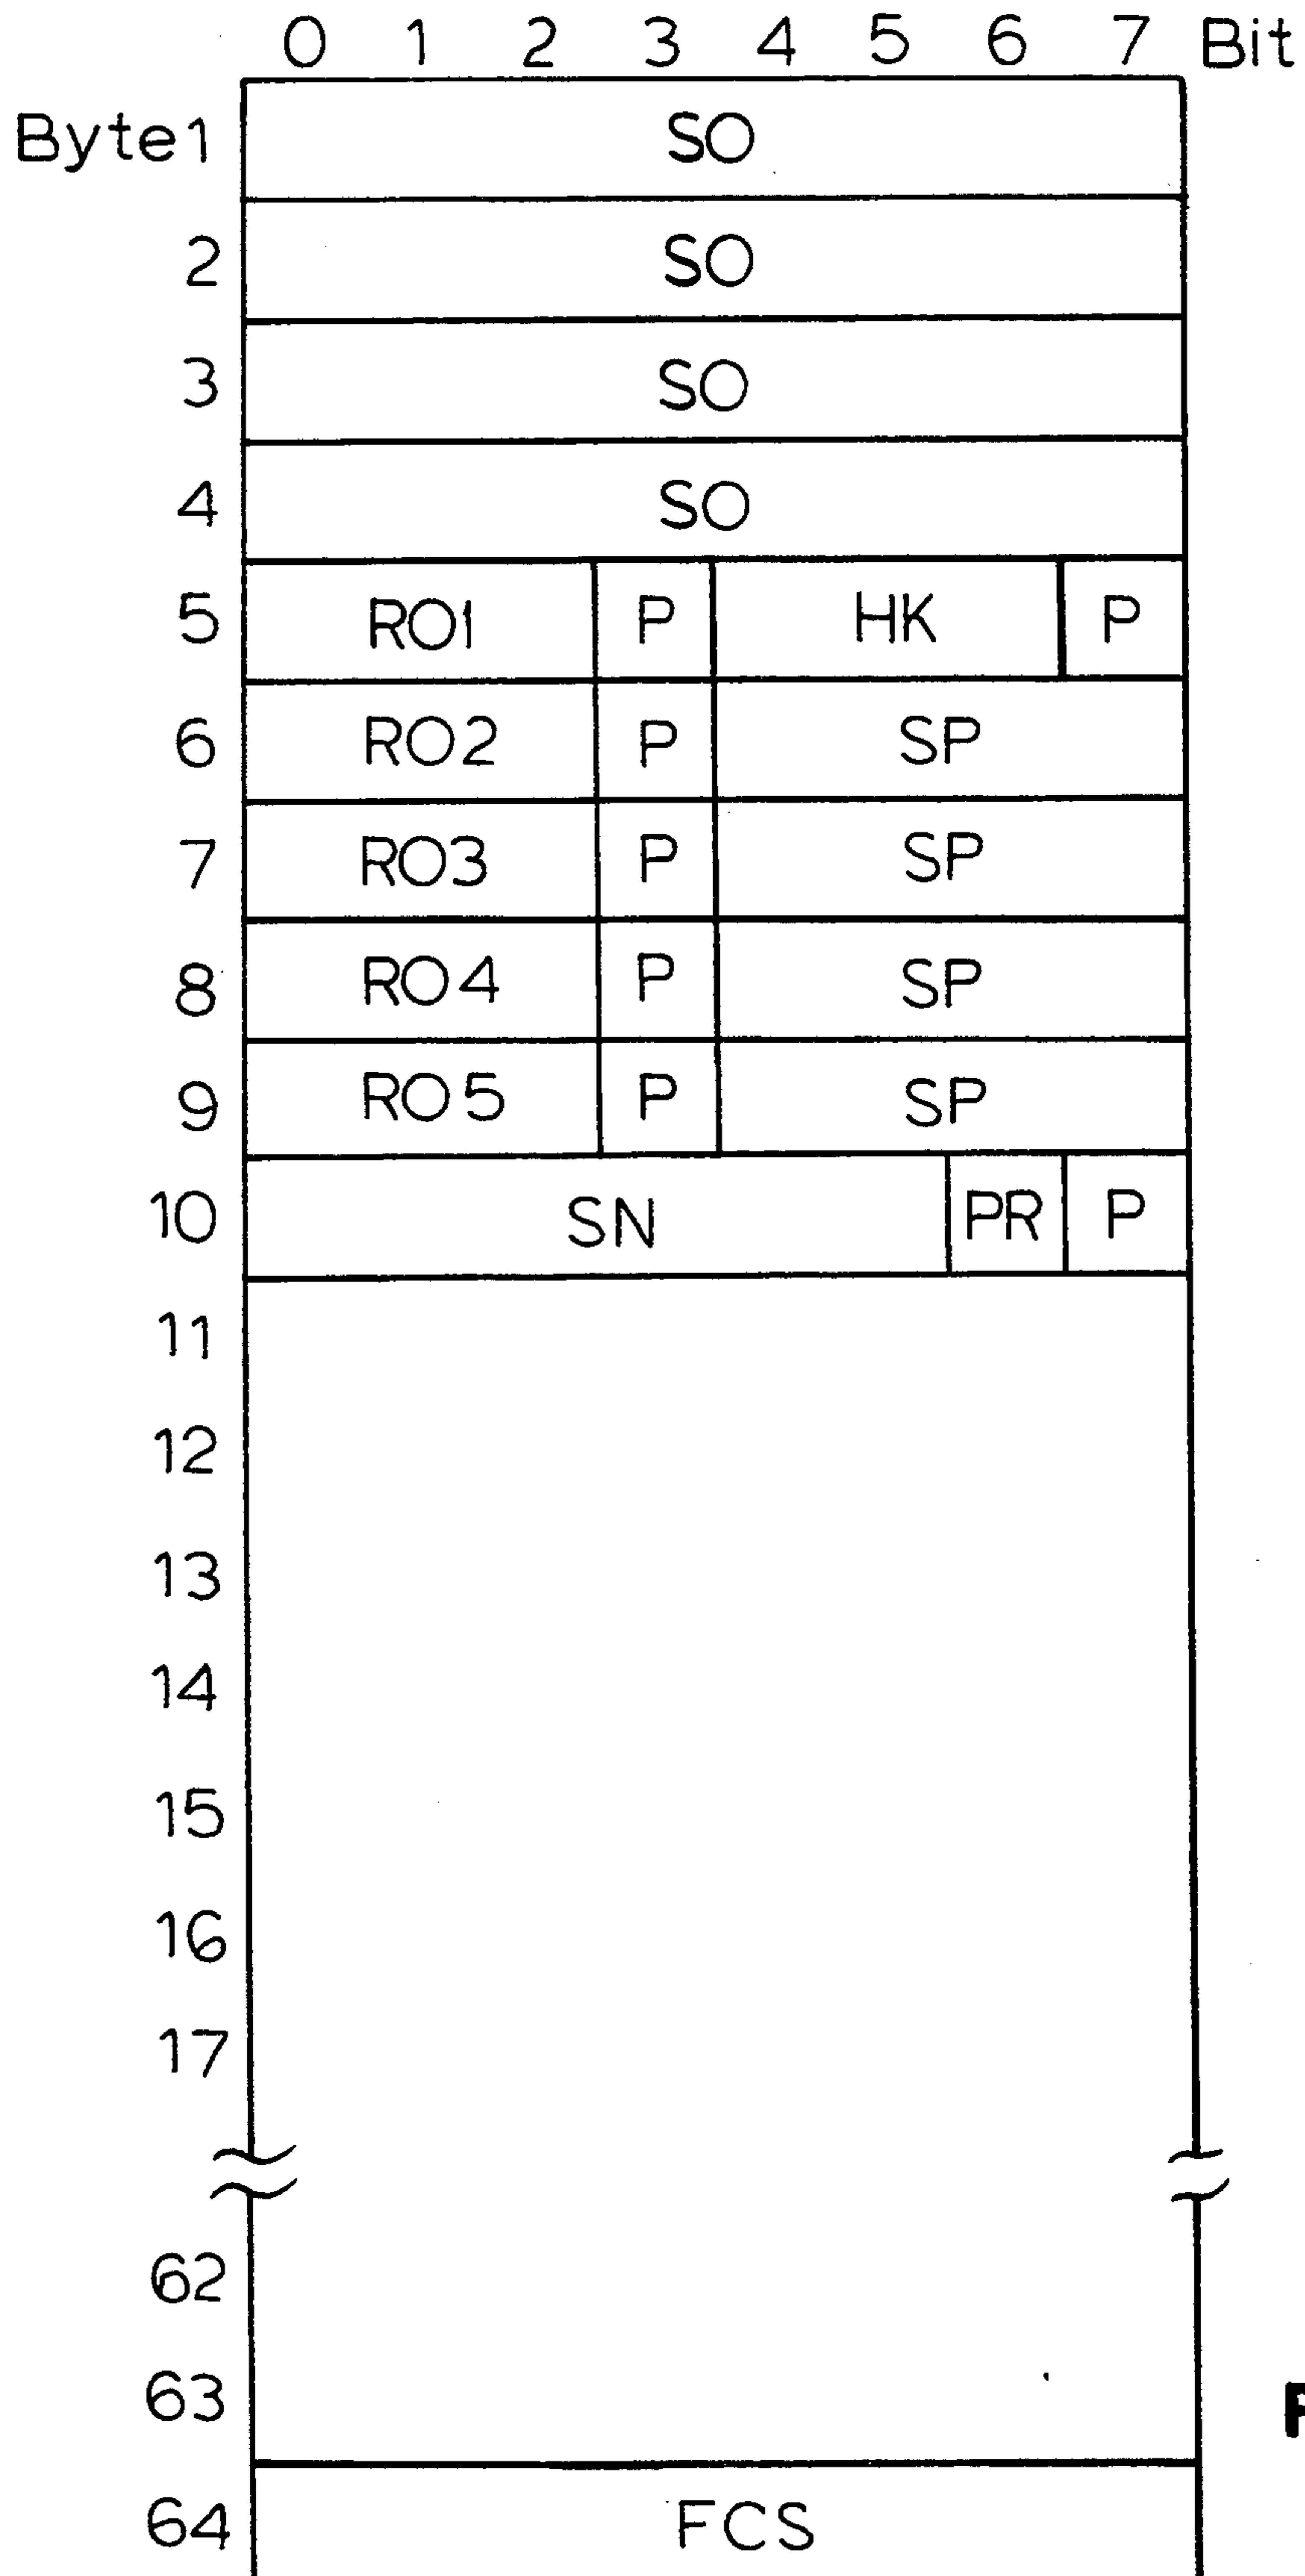 0 1 2 3 4 5 6 7 Bit
Byte1 SO
2 SO
3 SO
4 SO
5 RO1 P HK P
6 RO2 P SP
7 RO3 P SP
8 RO4 P SP
9 RO5 P SP
10 SN PR P
11
12
13
14
15
16
17
62
63
64 FCS